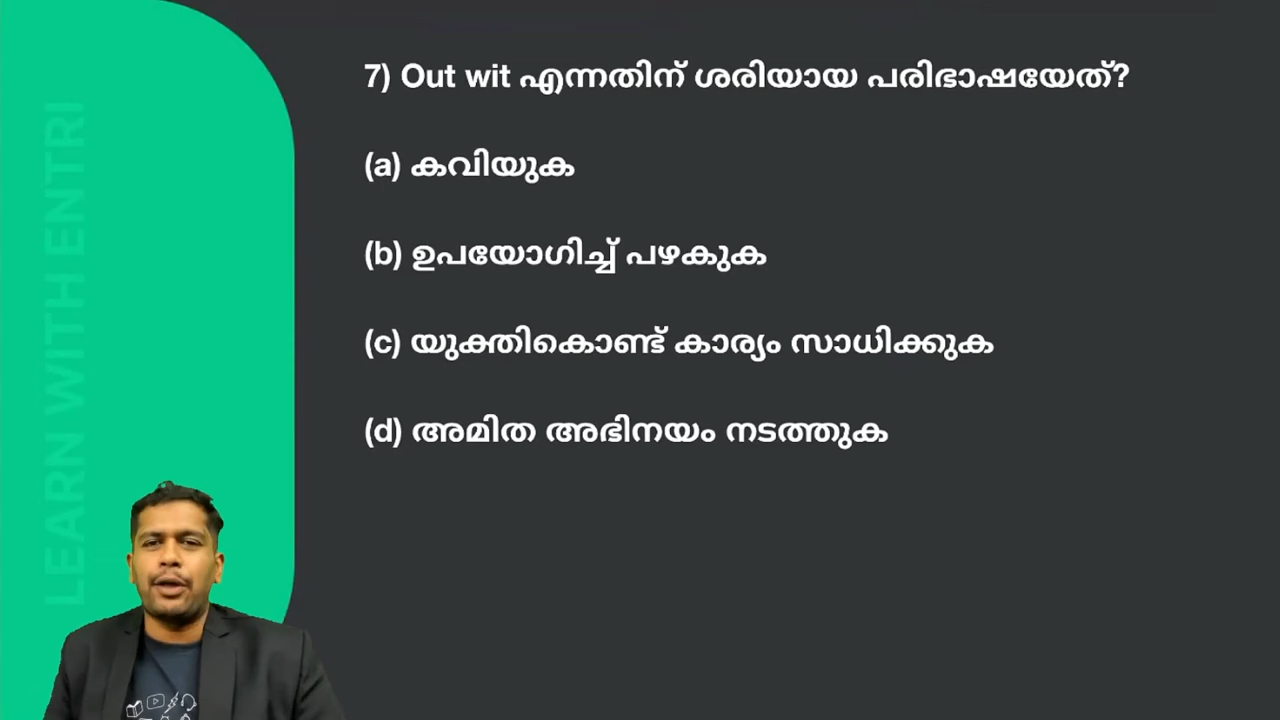 LEARN WITH ENTRI
7) Out wit എന്നതിന് ശരിയായ പരിഭാഷയേത്?
(a) കവിയുക
(b) ഉപയോഗിച്ച് പഴകുക
(c) യുക്തികൊണ്ട് കാര്യം സാധിക്കുക
(d) അമിത അഭിനയം നടത്തുക